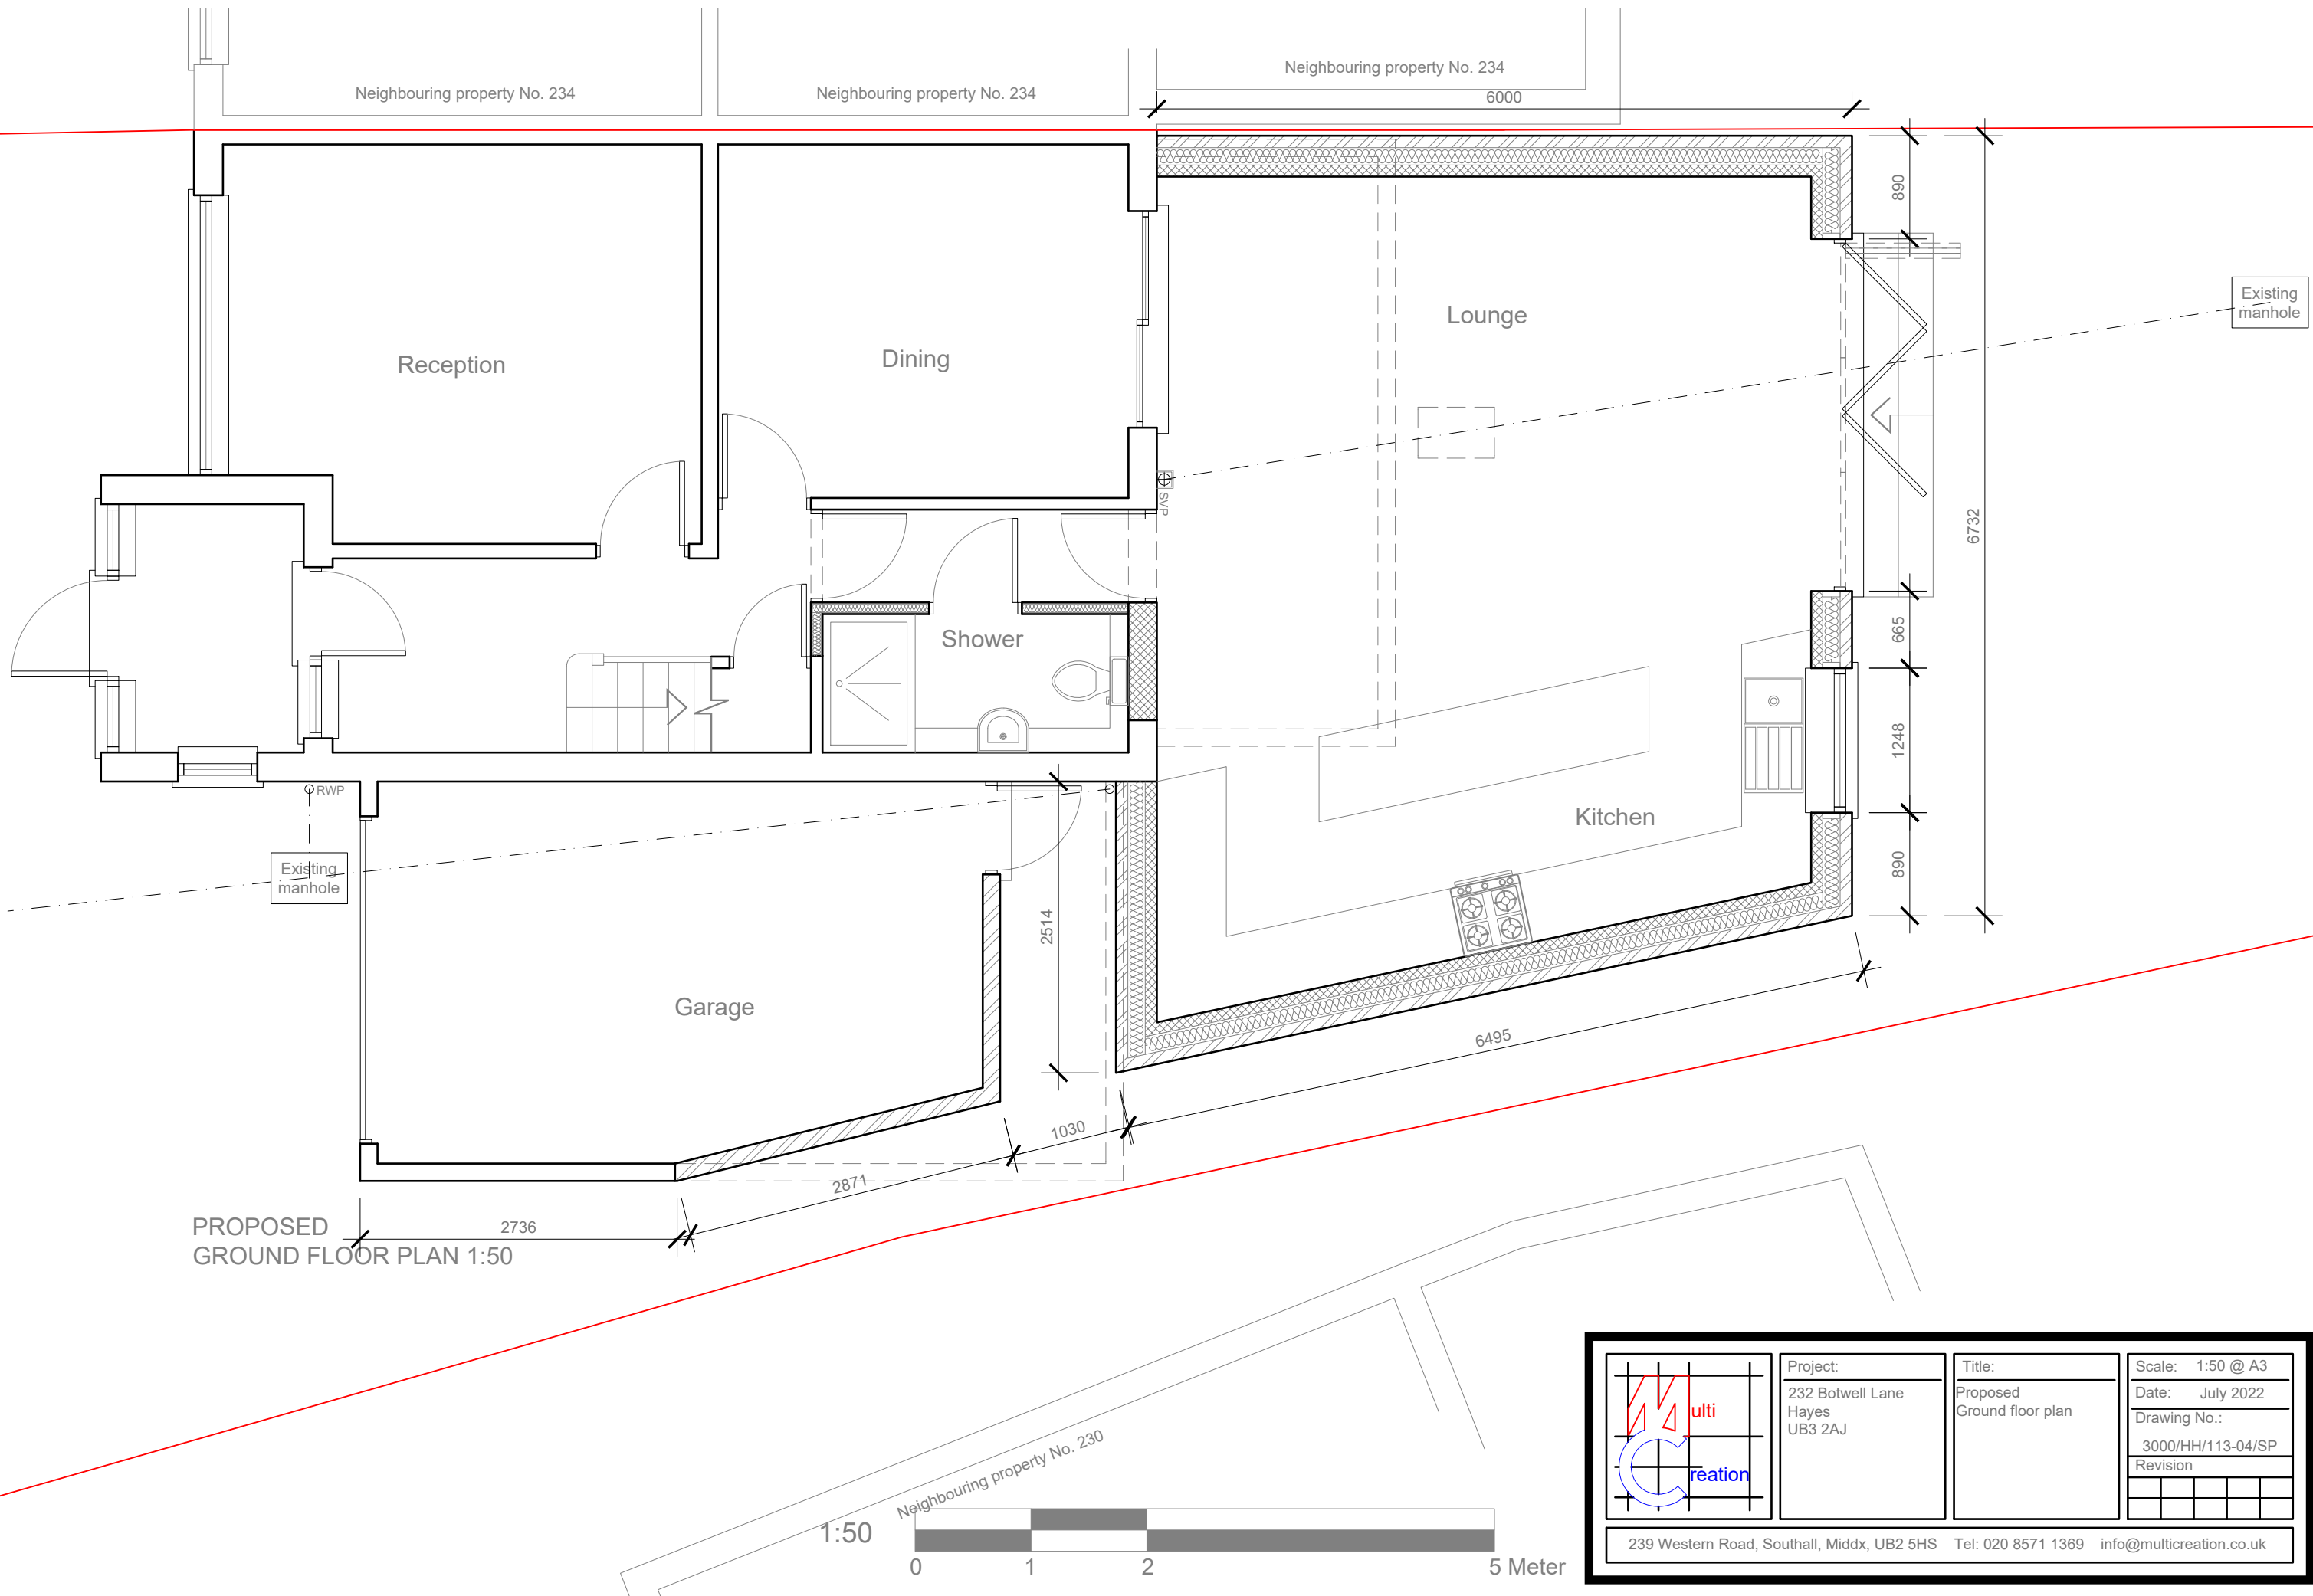 Neighbouring property No. 234
Neighbouring property No. 234
Neighbouring property No. 234
6000
890
Existing
manhole
Lounge
Reception
Dining
SVP
6732
665
Shower
1248
RWP
Kitchen
Existing
manhole
890
2514
Garage
6495
1030
2871
2736
PROPOSED
GROUND FLOOR PLAN 1:50
Neighbouring property No. 230
1:50
0 1 2 5 Meter
ulti
reation
Project:
232 Botwell Lane
Hayes
UB3 2AJ
Title:
Proposed
Ground floor plan
Scale: 1:50 @ A3
Date: July 2022
Drawing No.:
3000/HH/113-04/SP
Revision
239 Western Road, Southall, Middx, UB2 5HS Tel: 020 8571 1369 info@multicreation.co.uk